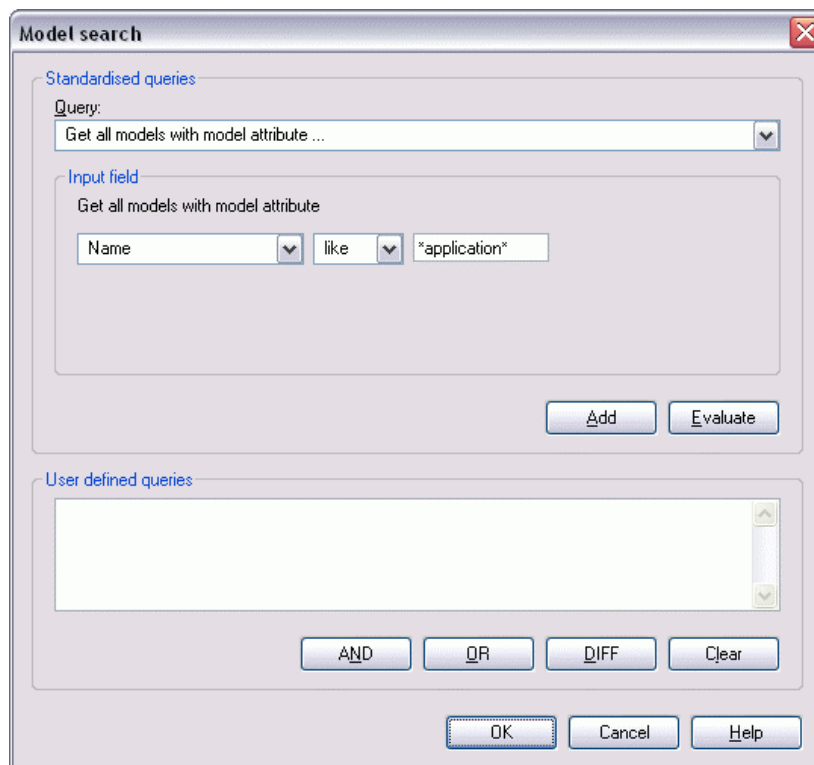 Model search
Standardised queries
Query:
Get all models with model attribute ...
Input field
Get all models with model attribute
Name like *application*
Add Evaluate
User defined queries
AND OR DIFF Clear
OK Cancel Help